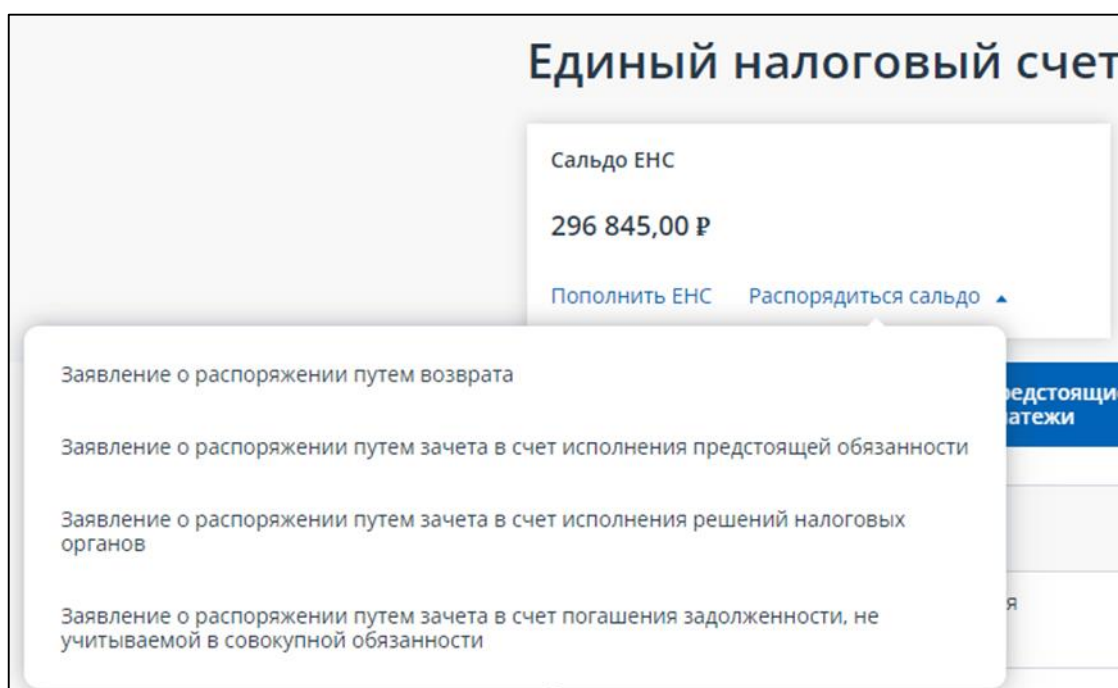 Единый налоговый счет
Сальдо ЕНС
296 845,00 ₽
Пополнить ЕНС Распорядиться сальдо
Заявление о распоряжении путем возврата
Заявление о распоряжении путем зачета в счет исполнения предстоящей обязанности
Заявление о распоряжении путем зачета в счет исполнения решений налоговых
органов
Заявление о распоряжении путем зачета в счет погашения задолженности, не
учитываемой в совокупной обязанности